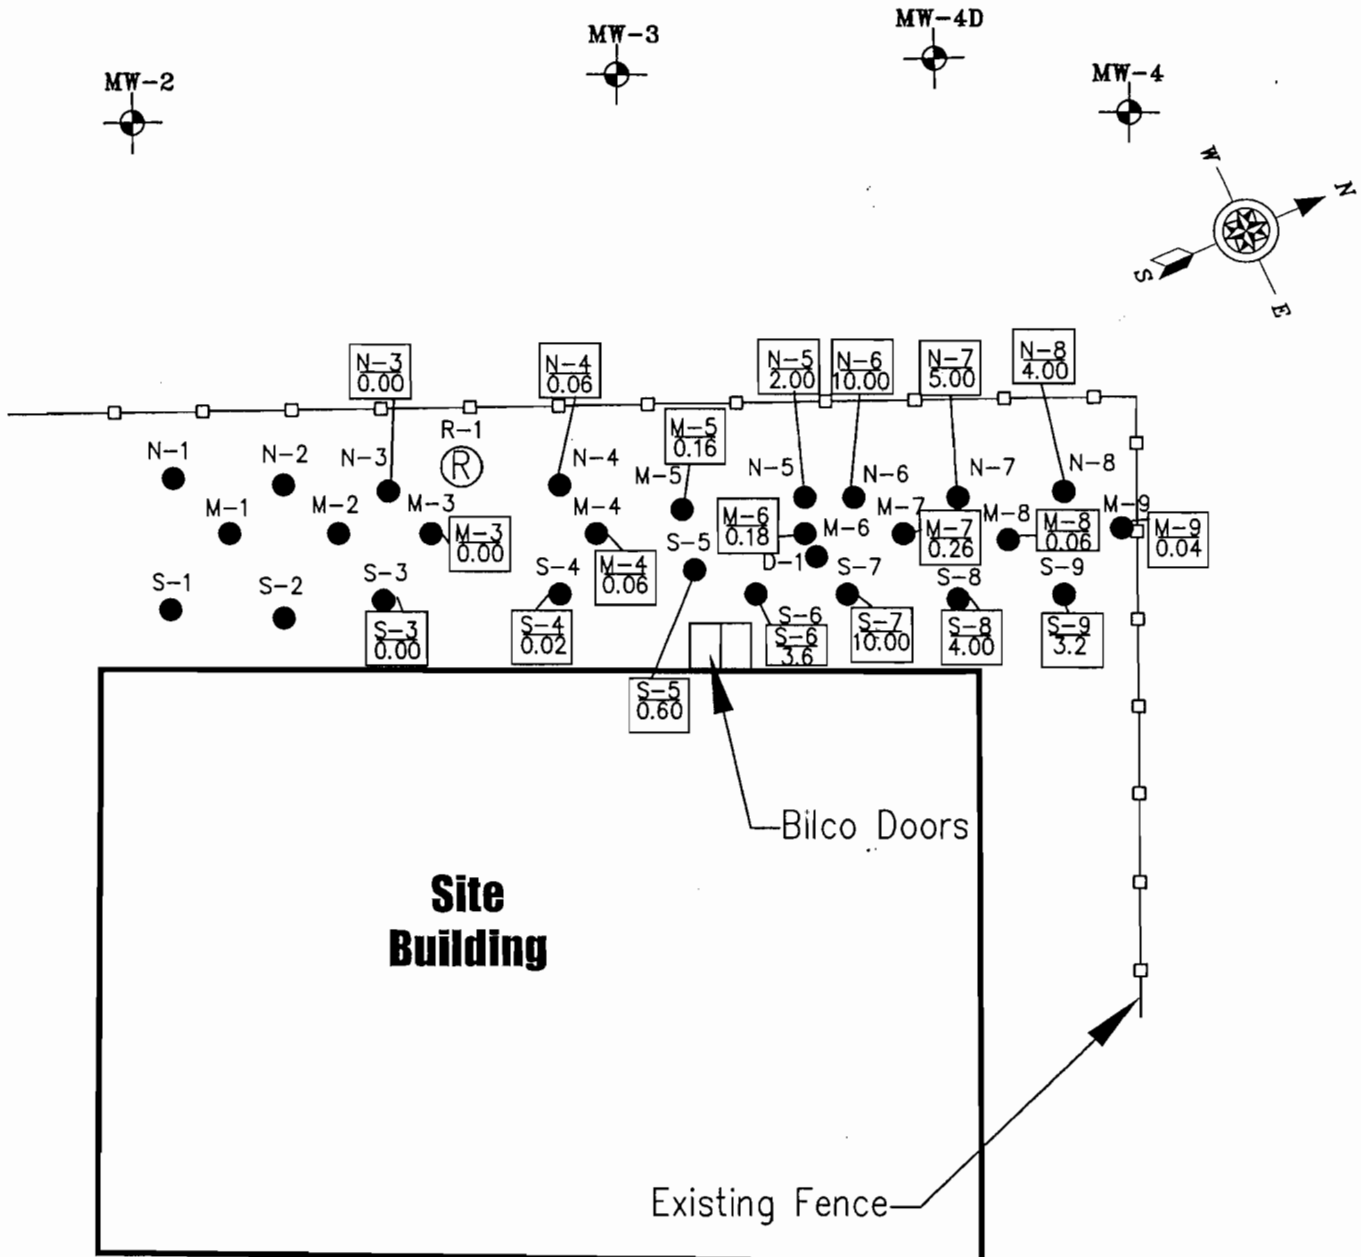 MW-4D
MW-3
MW-4
MW-2
W
N
S
E
N-3
0.00
N-4
0.06
N-5
2.00
N-6
10.00
N-7
5.00
N-8
4.00
R-1
R
M-5
0.16
N-1
N-2
N-3
N-4
M-5
N-5
N-6
N-7
N-8
M-1
M-2
M-3
M-4
M-6
0.18
M-6
M-7
M-8
M-9
M-3
0.00
M-7
0.26
M-8
0.06
M-9
0.04
S-5
D-1
M-4
0.06
S-1
S-2
S-3
S-4
S-7
S-8
S-9
S-3
0.00
S-4
0.02
S-6
S-6
3.6
S-7
10.00
S-8
4.00
S-9
3.2
S-5
0.60
Bilco Doors
Site
Building
Existing Fence